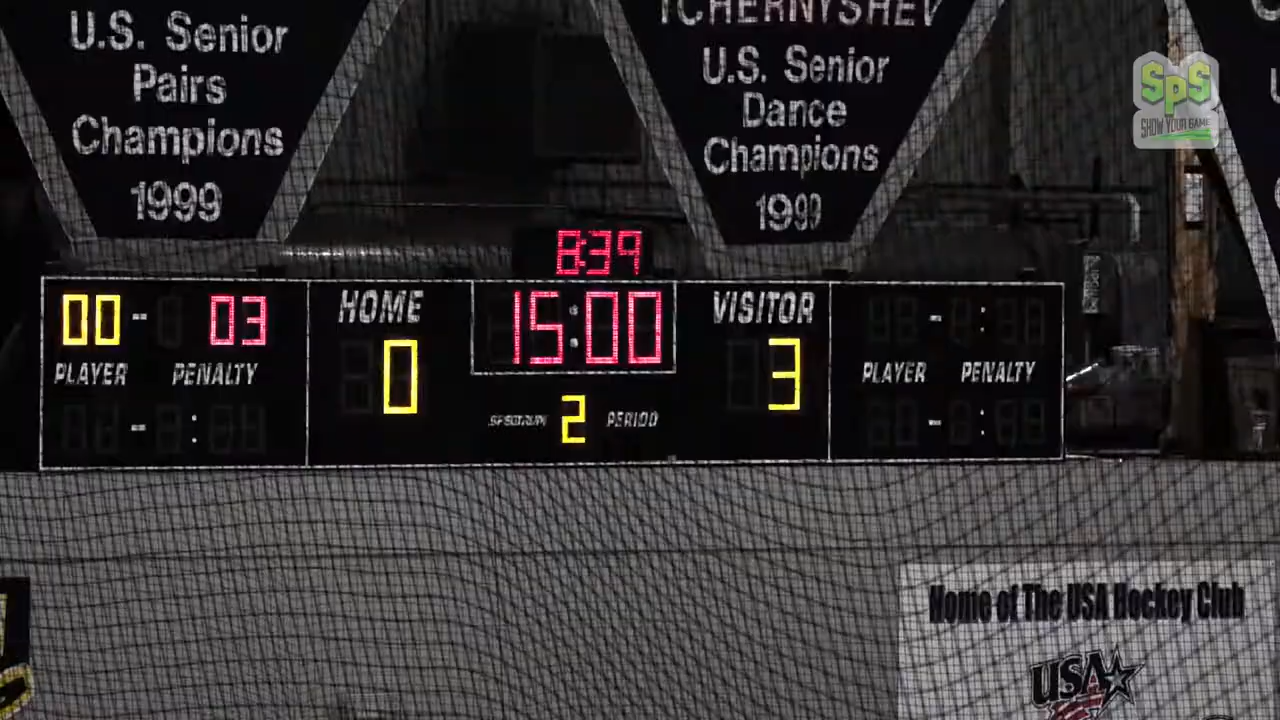 U.S. Senior
Pairs
Champions
1999
TCHERNYSHEV
U.S. Senior
Dance
Champions
SpS
SHOW YOUR GAME
8:39
00 - 03
PLAYER PENALTY
HOME
0
15:00
2 PERIOD
VISITOR
3
PLAYER PENALTY
Home of The USA Hockey Club
USA